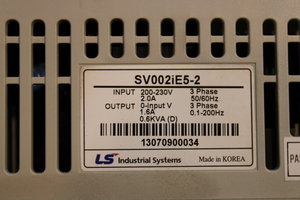 SV002iE5-2
INPUT 200-230V 3 Phase
2.0A 50/60Hz
OUTPUT 0-Input V 3 Phase
1.6A 0.1-200Hz
0.6KVA (D)
13070900034
LS Industrial Systems Made in KOREA
PAS